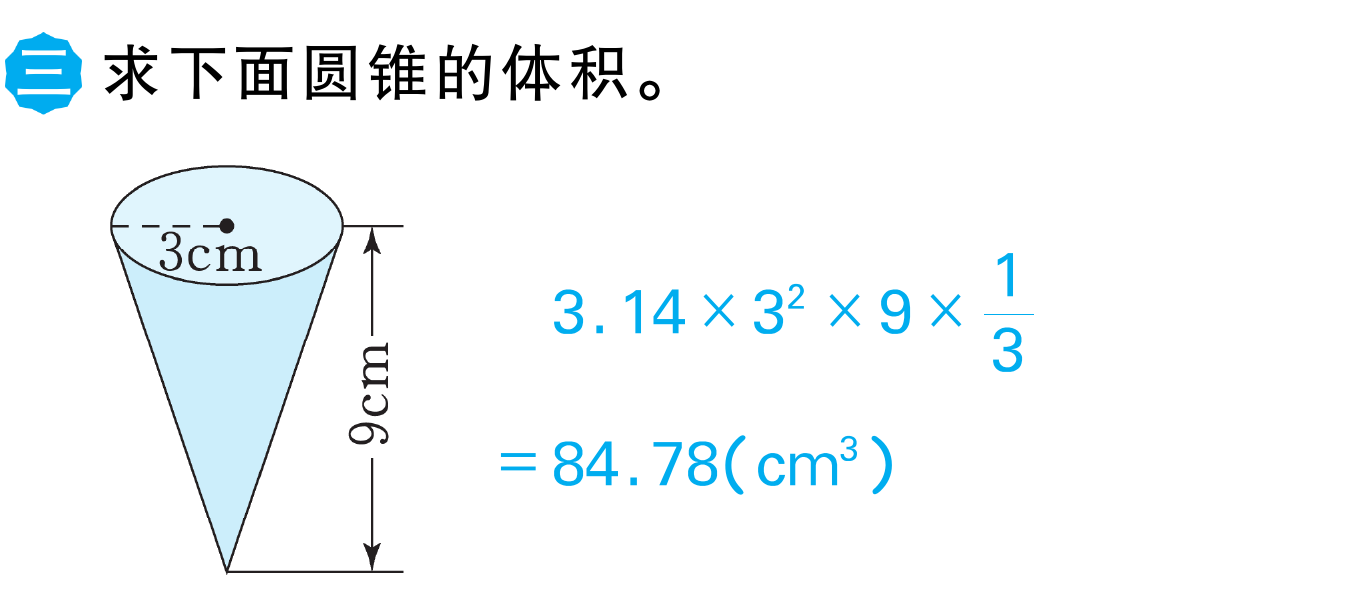 三 求下面圆锥的体积。
3cm
9cm
3.14×3²×9×\frac{1}{3}
=84.78(cm³)